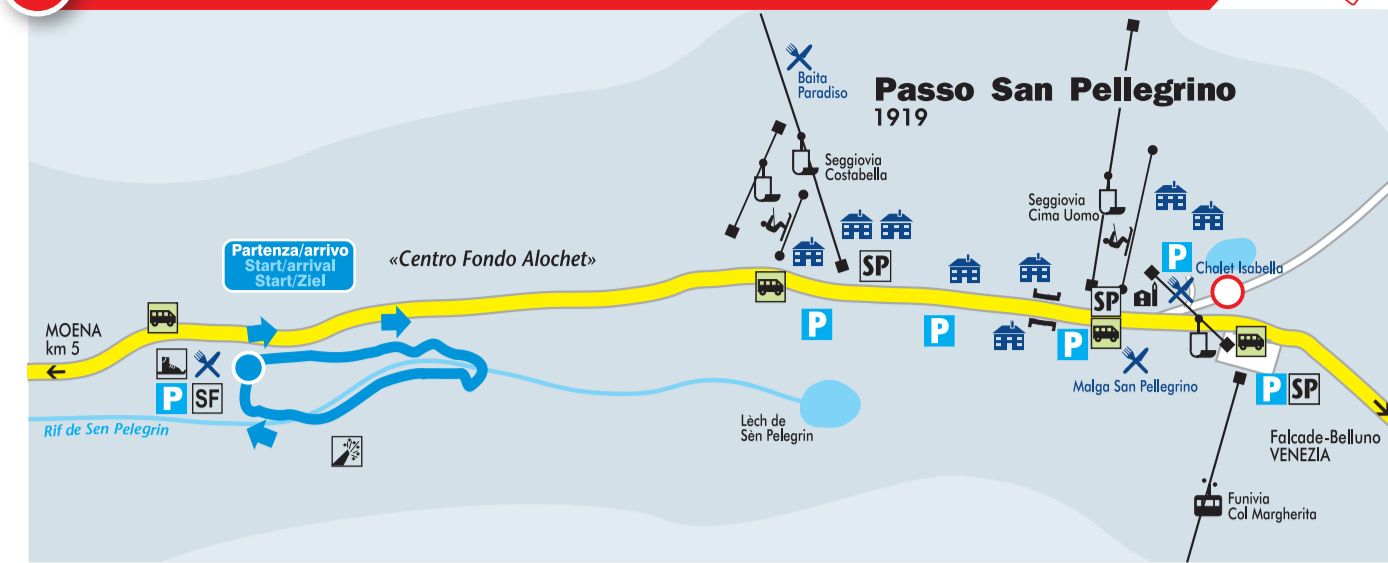 Baita
Paradiso
Passo San Pellegrino
1919
Seggiovia
Costabella
Seggiovia
Cima Uomo
Partenza/arrivo
Start/arrival
Start/Ziel
«Centro Fondo Alochet»
SP
P
Chalet Isabella
SP
MOENA
km 5
P
P
P
Malga San Pellegrino
P SF
P SP
Rif de Sen Pelegrin
Lèch de
Sèn Pelegrin
Falcade-Belluno
VENEZIA
Funivia
Col Margherita